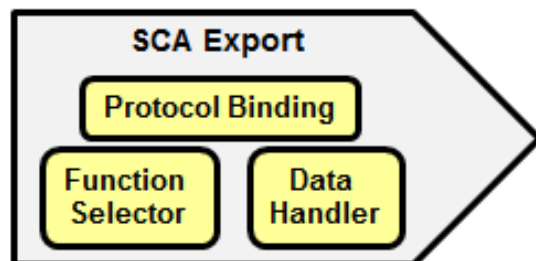 SCA Export
Protocol Binding
Function
Selector
Data
Handler